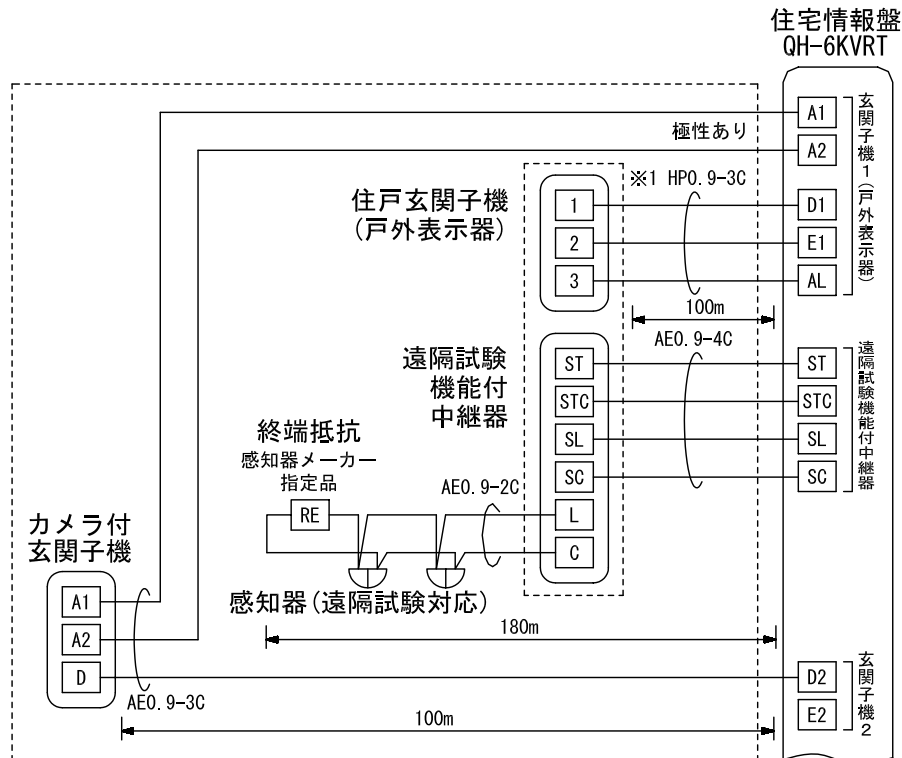 住宅情報盤
QH-6KVRT
A1
極性あり
A2
玄関子機1(戸外表示器)
住戸玄関子機
(戸外表示器)
※1 HP0.9-3C
1
D1
2
E1
3
AL
100m
AE0.9-4C
遠隔試験
機能付
中継器
ST
ST
STC
STC
SL
SL
SC
SC
遠隔試験機能付中継器
終端抵抗
感知器メーカー
指定品
RE
AE0.9-2C
L
C
感知器(遠隔試験対応)
カメラ付
玄関子機
A1
A2
D
180m
AE0.9-3C
100m
D2
E2
玄関子機2